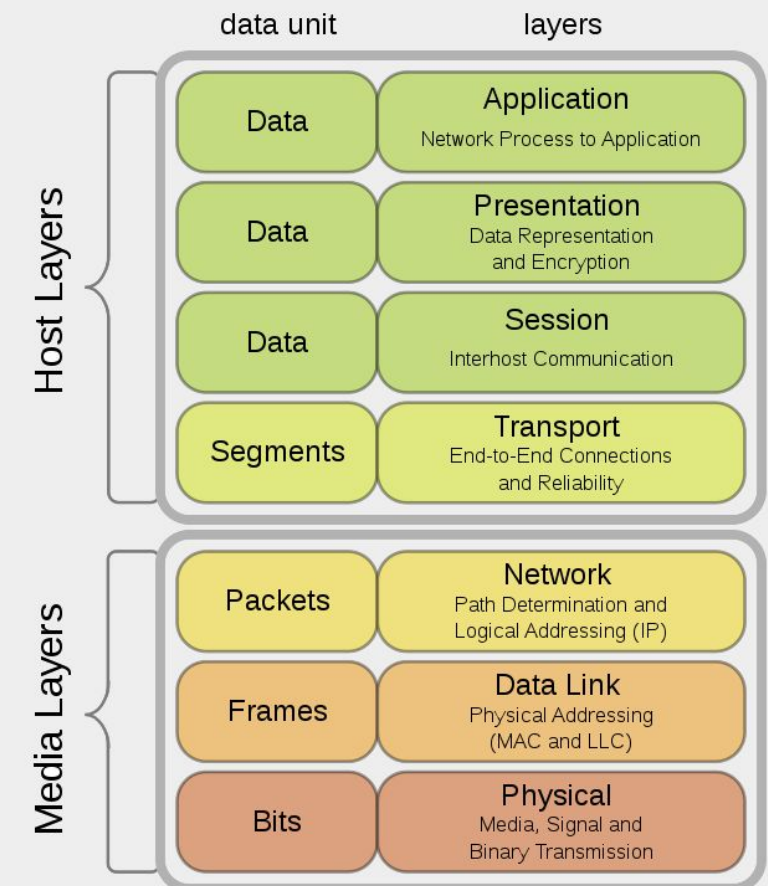 data unit layers
Host Layers
Data
Application
Network Process to Application
Data
Presentation
Data Representation
and Encryption
Data
Session
Interhost Communication
Segments
Transport
End-to-End Connections
and Reliability
Media Layers
Packets
Network
Path Determination and
Logical Addressing (IP)
Frames
Data Link
Physical Addressing
(MAC and LLC)
Bits
Physical
Media, Signal and
Binary Transmission